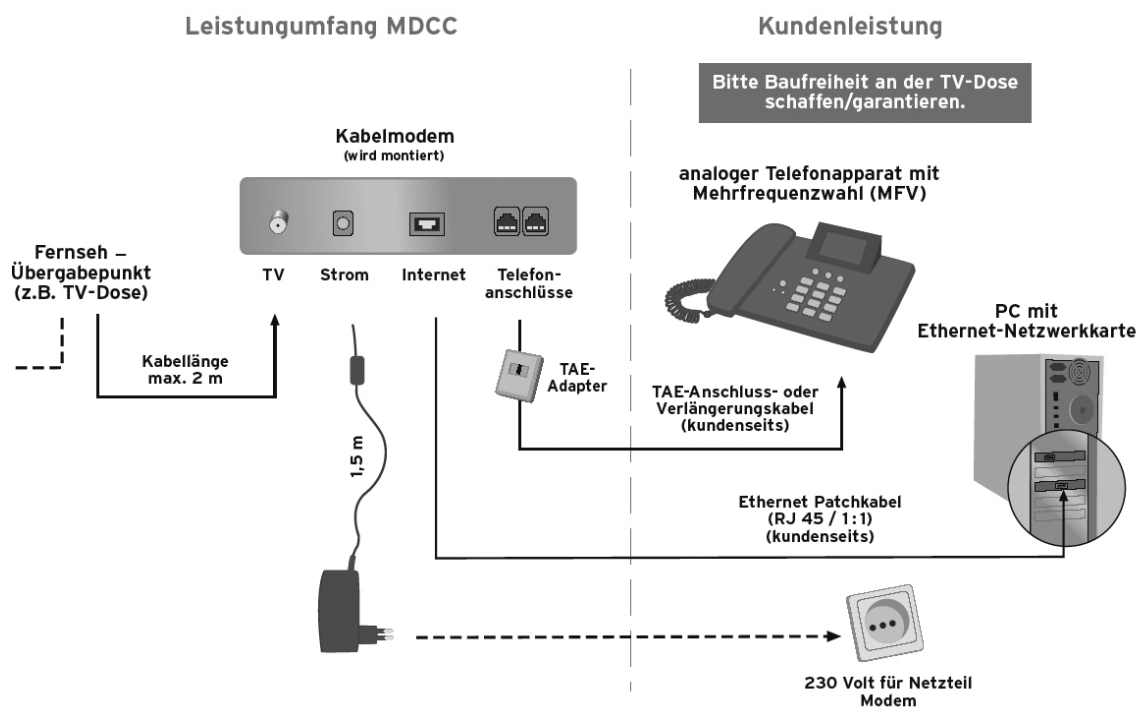 Leistungumfang MDCC
Kundenleistung
Bitte Baufreiheit an der TV-Dose
schaffen/garantieren.
Kabelmodem
(wird montiert)
analoger Telefonapparat mit
Mehrfrequenzwahl (MFV)
Fernseh –
Übergabepunkt
(z.B. TV-Dose)
TV
Strom
Internet
Telefon-
anschlüsse
PC mit
Ethernet-Netzwerkkarte
Kabellänge
max. 2 m
TAE-
Adapter
TAE-Anschluss- oder
Verlängerungskabel
(kundenseits)
1,5 m
Ethernet Patchkabel
(RJ 45 / 1:1)
(kundenseits)
230 Volt für Netzteil
Modem